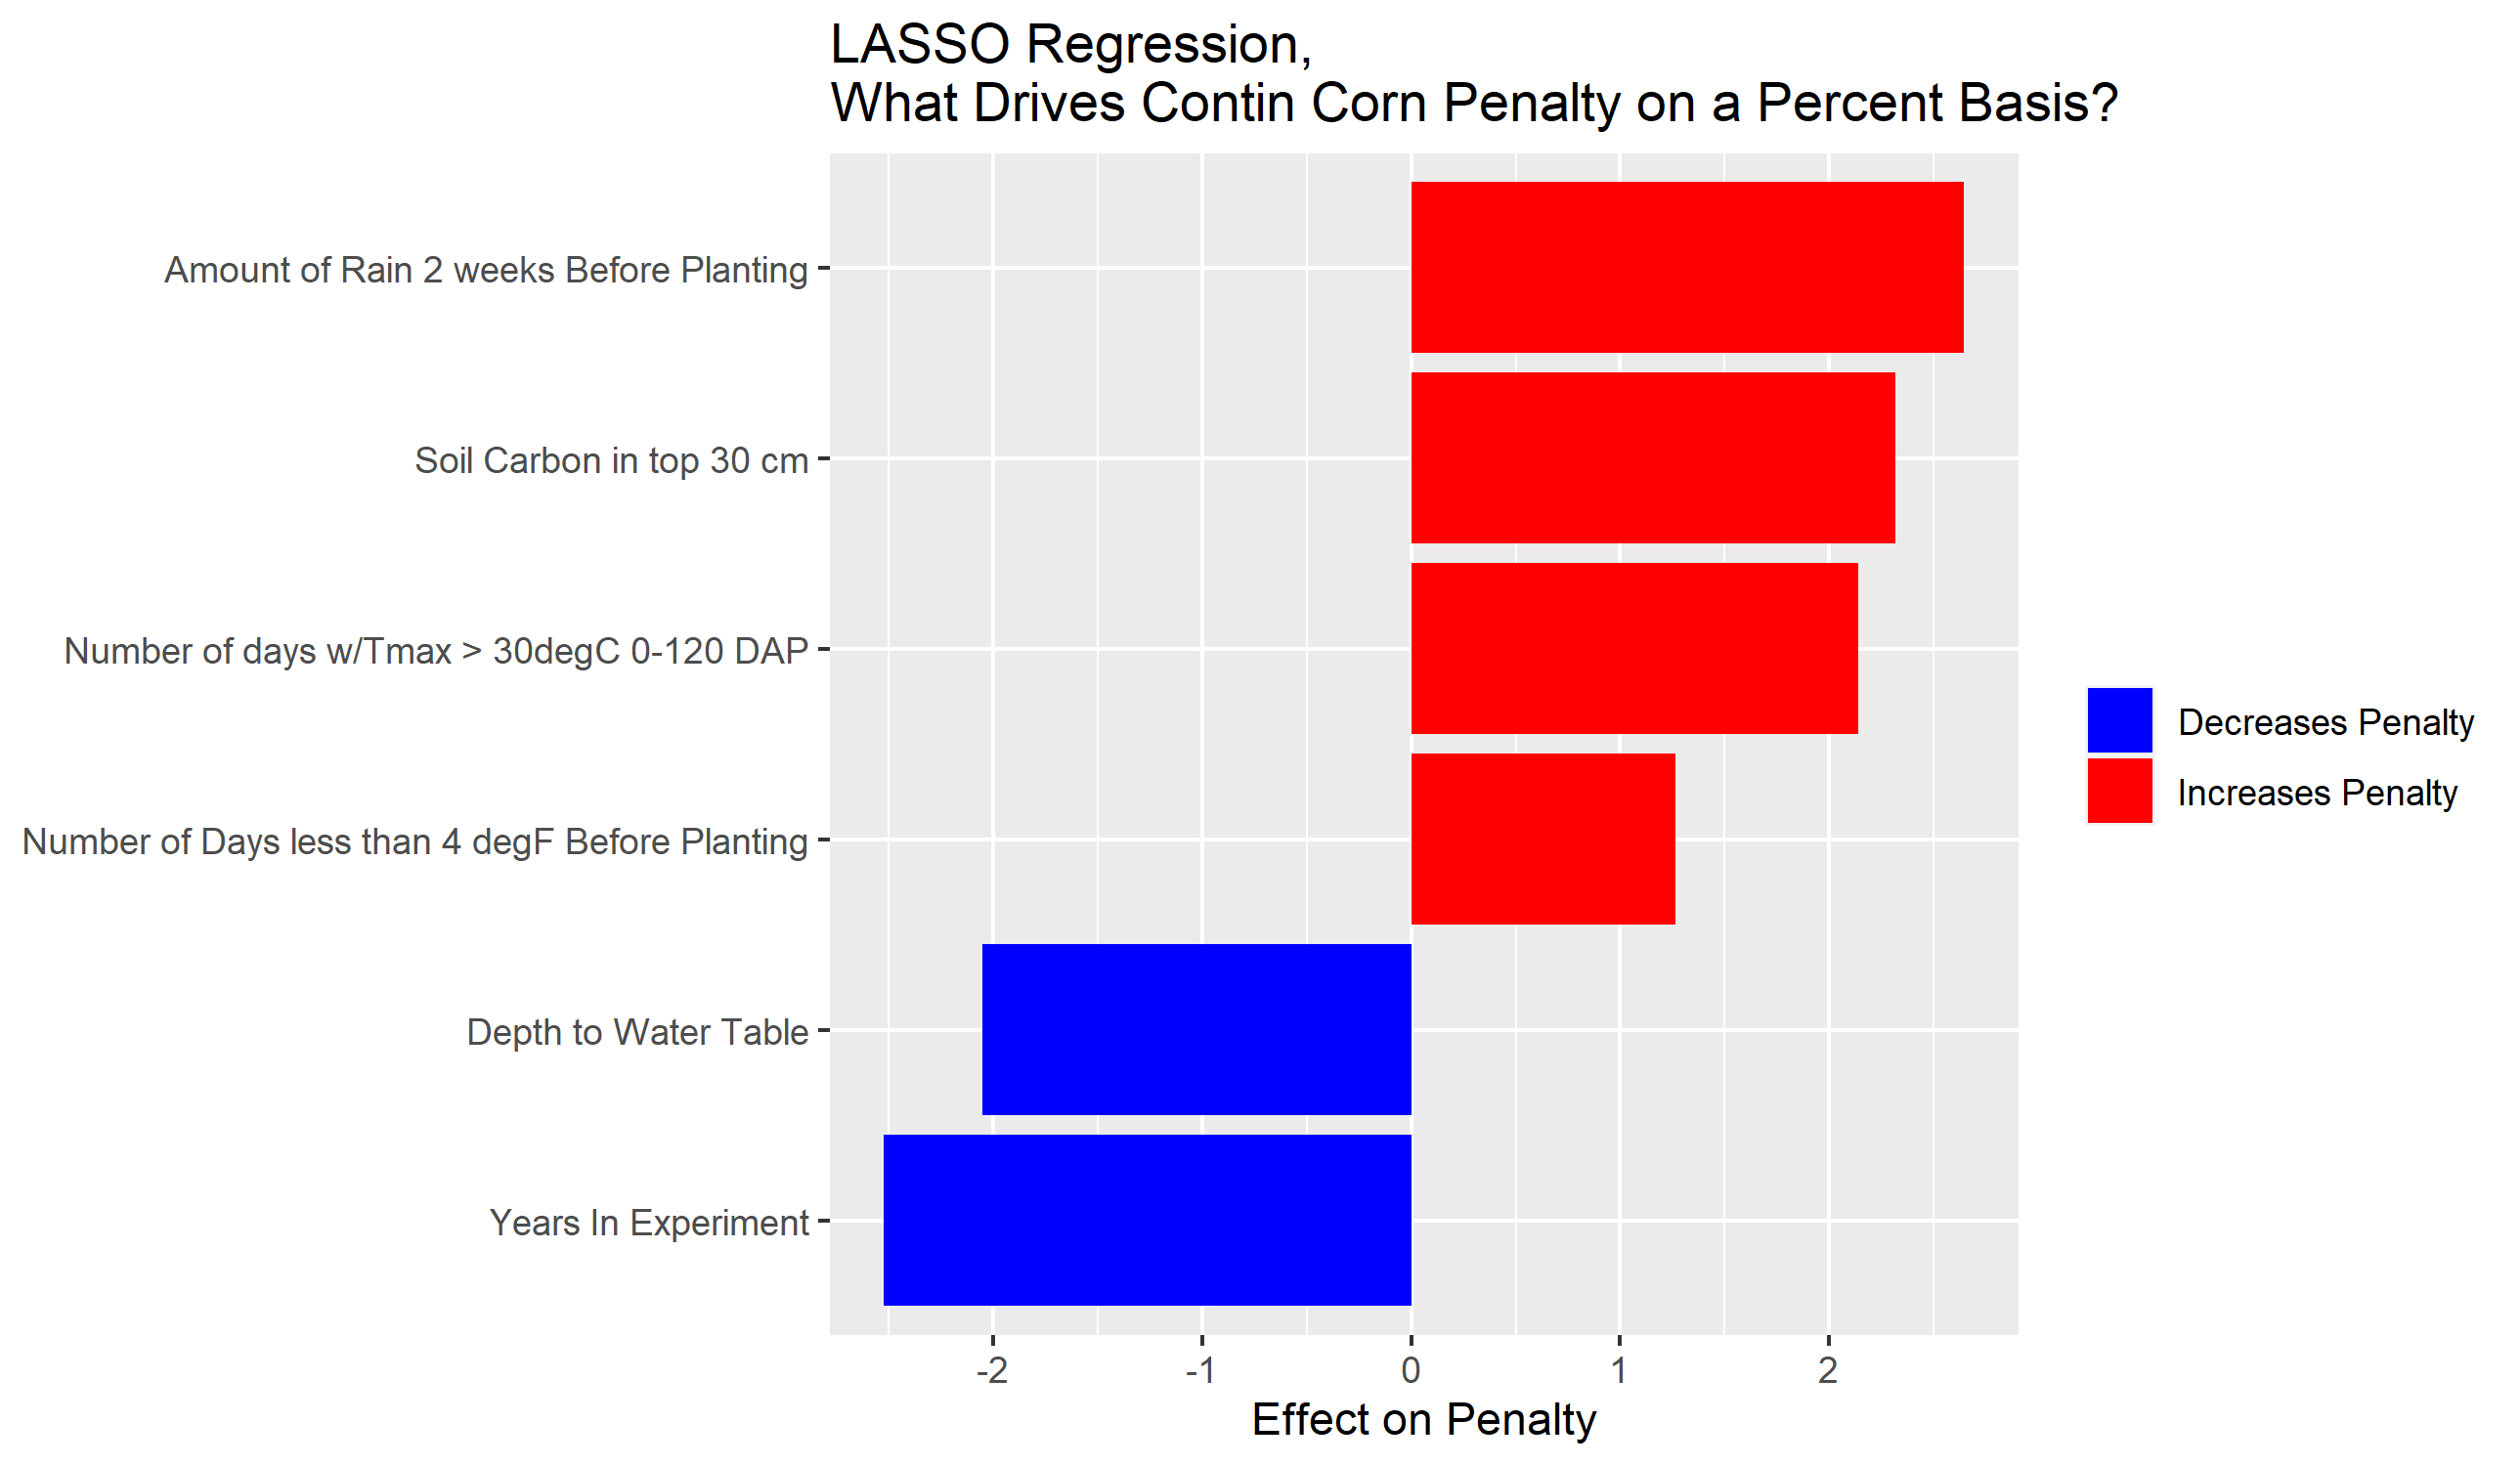 LASSO Regression,
What Drives Contin Corn Penalty on a Percent Basis?
Amount of Rain 2 weeks Before Planting
Soil Carbon in top 30 cm
Number of days w/Tmax > 30degC 0-120 DAP
Number of Days less than 4 degF Before Planting
Depth to Water Table
Years In Experiment
-2 -1 0 1 2
Effect on Penalty
Decreases Penalty
Increases Penalty